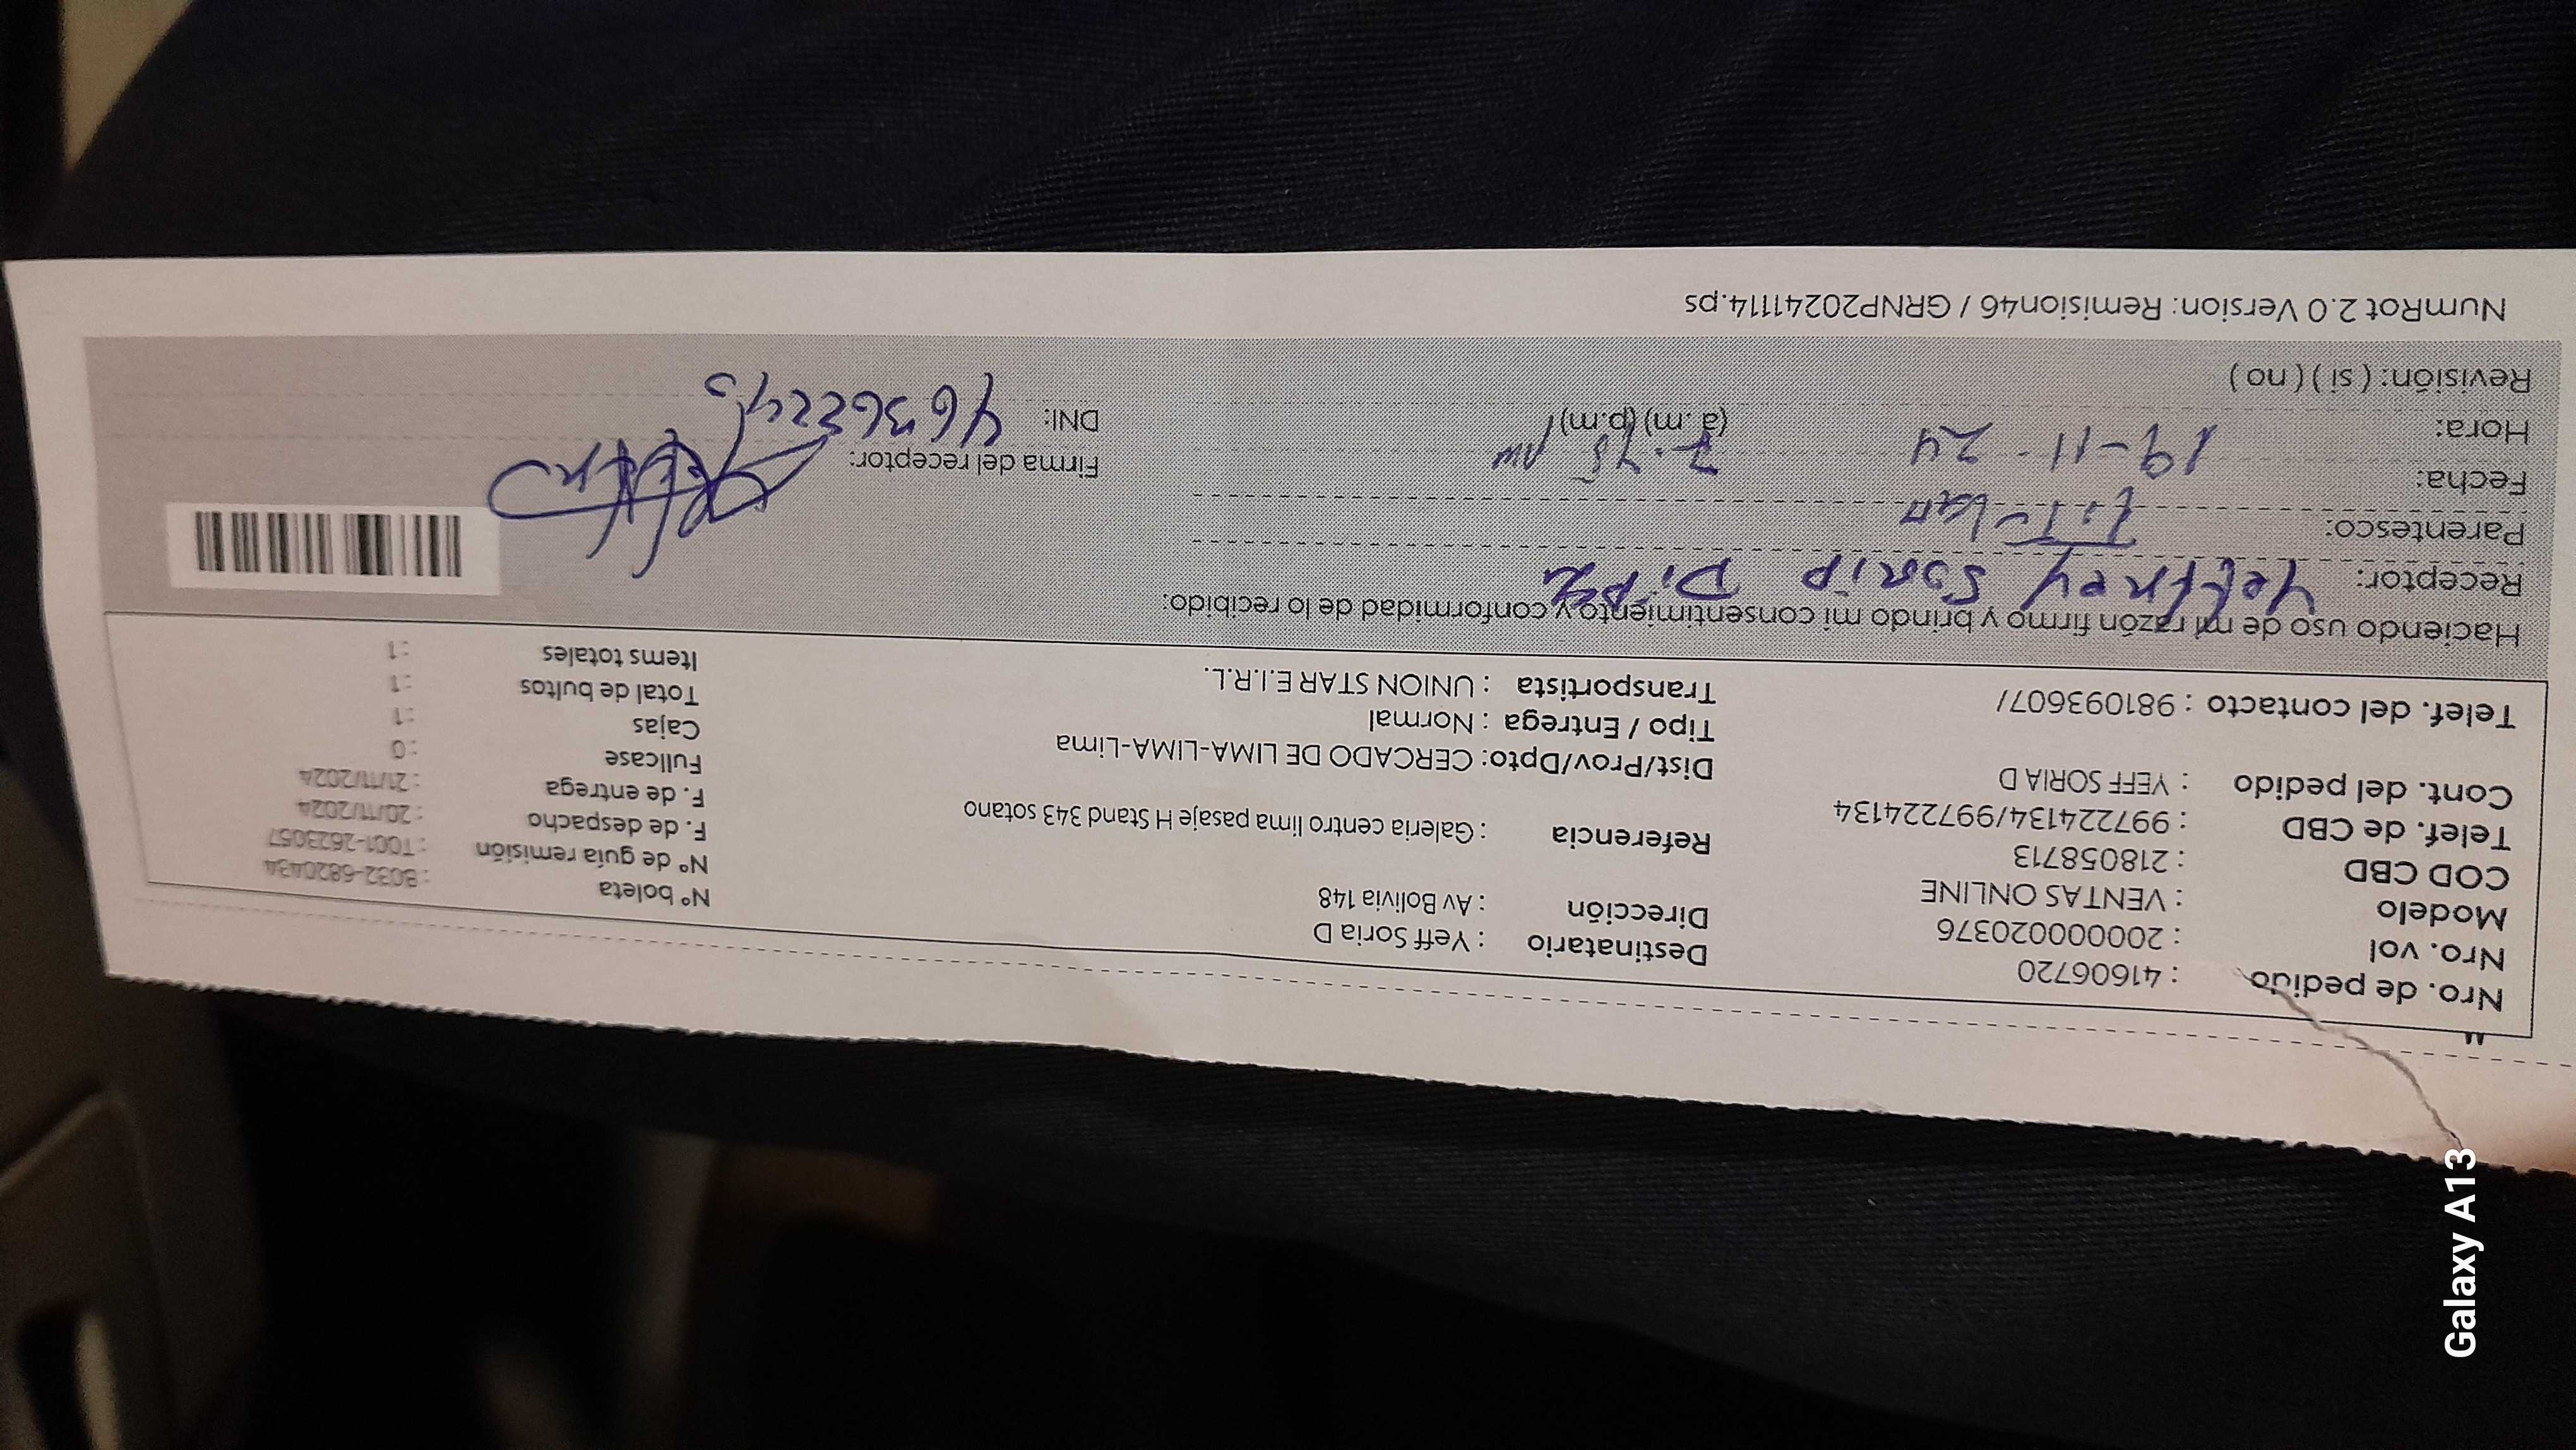 Nro. de pedido : 41606720
Nro. vol : 20000020376
Modelo : VENTAS ONLINE
COD CBD : 218058713
Telef. de CBD : 997224134/997224134
Cont. del pedido : YEFF SORIA D
Telef. del contacto : 981093607/
Destinatario : Yeff Soria D
Dirección : Av Bolivia 148
Referencia : Galeria centro lima pasaje H Stand 343 sotano
Dist/Prov/Dpto: CERCADO DE LIMA-LIMA-Lima
Tipo / Entrega : Normal
Transportista : UNION STAR E.I.R.L.
N° boleta : B032-6820434
N° de guía remisión : T001-2623057
F. de despacho : 20/11/2024
F. de entrega : 21/11/2024
Fullcase : 0
Cajas : 1
Total de bultos : 1
Items totales : 1
Haciendo uso de mi razón firmo y brindo mi consentimiento y conformidad de lo recibido:
Receptor: Yeffrey Soria
Parentesco:
Fecha: 19-11-24
Hora: (a.m) (p.m)
Revisión: ( si ) ( no )
Firma del receptor:
DNI:
NumRot 2.0 Version: Remision46 / GRNP20241114.ps
Galaxy A13